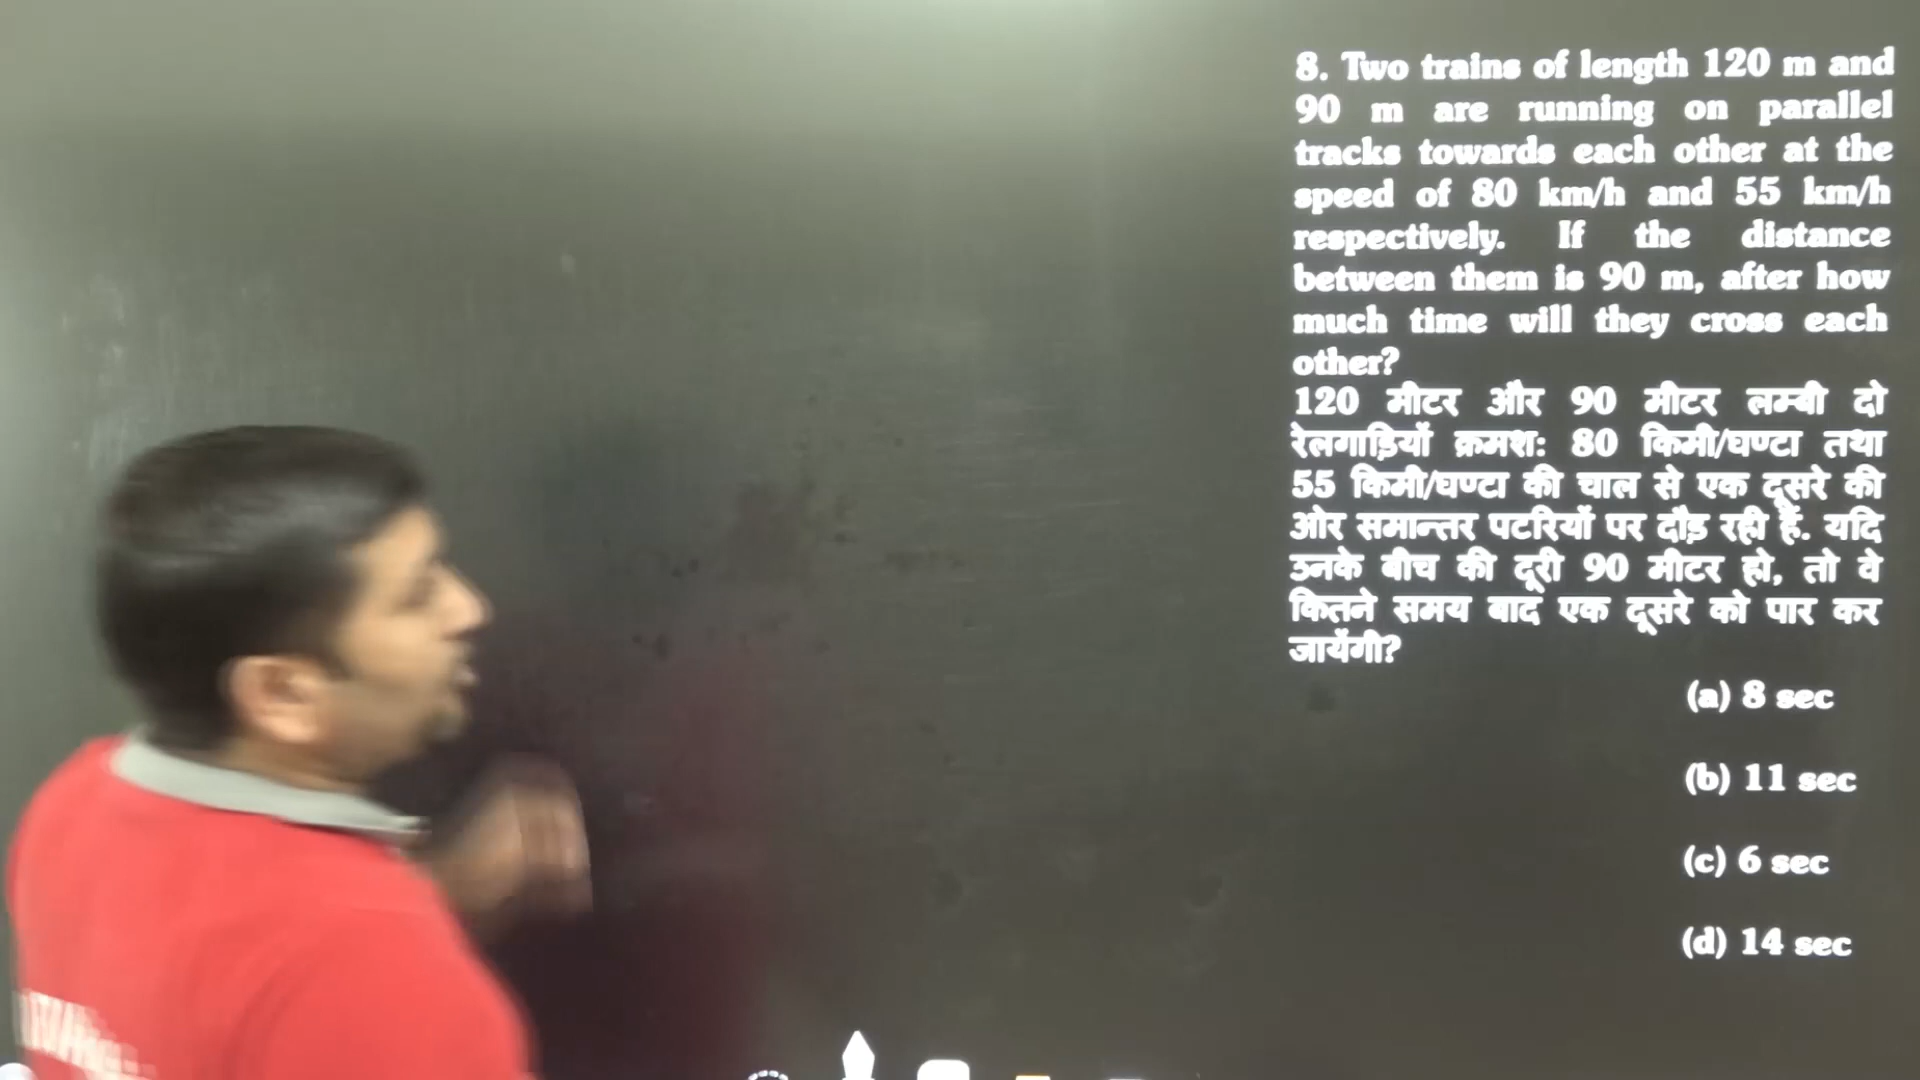 8. Two trains of length 120 m and
90 m are running on parallel
tracks towards each other at the
speed of 80 km/h and 55 km/h
respectively. If the distance
between them is 90 m, after how
much time will they cross each
other?
120 मीटर और 90 मीटर लम्बी दो
रेलगाड़ियों क्रमश: 80 किमी/घण्टा तथा
55 किमी/घण्टा की चाल से एक दूसरे की
ओर समान्तर पटरियों पर दौड़ रही हैं. यदि
उनके बीच की दूरी 90 मीटर हो, तो वे
कितने समय बाद एक दूसरे को पार कर
जायेंगी?
(a) 8 sec
(b) 11 sec
(c) 6 sec
(d) 14 sec